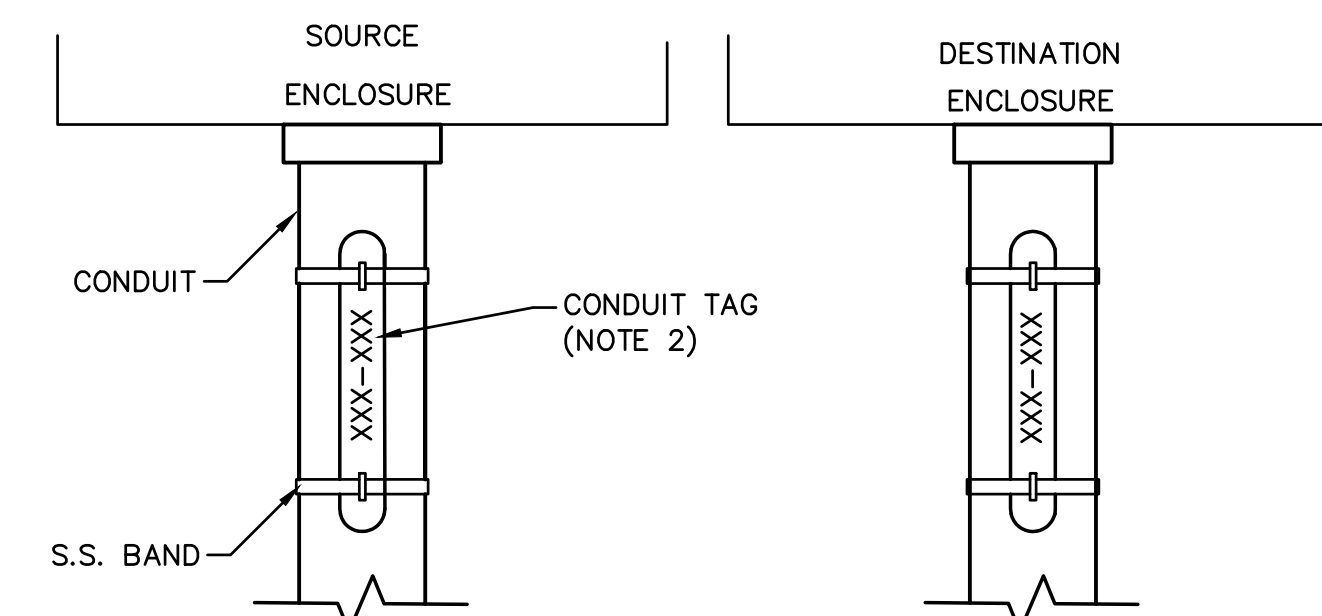 SOURCE
ENCLOSURE
DESTINATION
ENCLOSURE
CONDUIT
CONDUIT TAG
(NOTE 2)
XXX-XXX
XXX-XXX
S.S. BAND